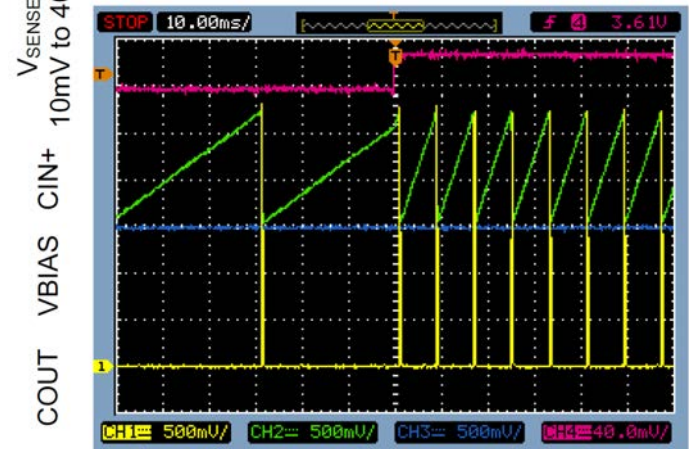 STOP 10.00ms/ T f 4 3.61V
T
T
VSENSE
10mV to
CIN+
VBIAS
COUT
1
CH1 500mV/ CH2 500mV/ CH3 500mV/ CH4 40.0mV/